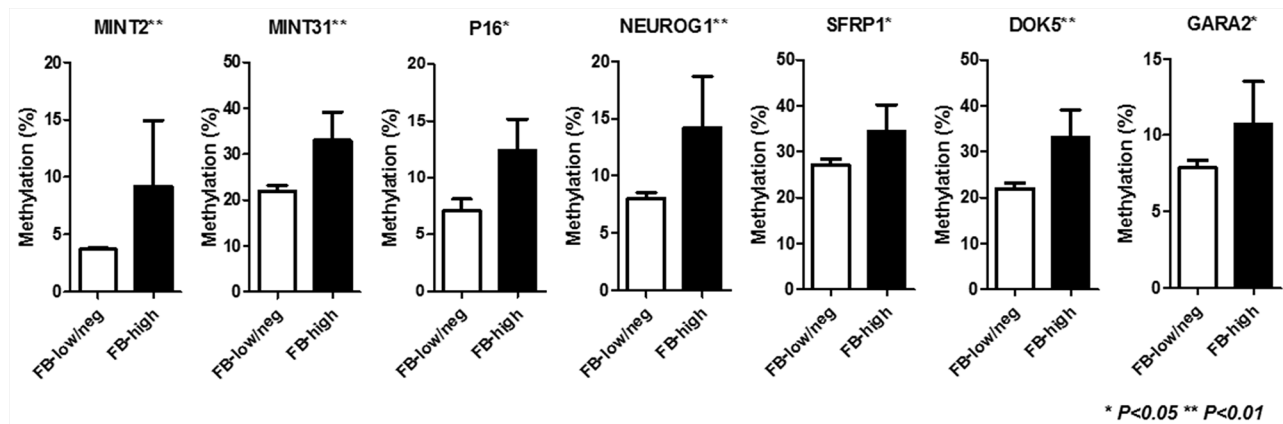 MINT2** MINT31** P16* NEUROG1** SFRP1* DOK5** GARA2*
Methylation (%)
20
15
10
5
0
FB-low/neg
FB-high
Methylation (%)
50
40
30
20
10
0
FB-low/neg
FB-high
Methylation (%)
20
15
10
5
0
FB-low/neg
FB-high
Methylation (%)
20
15
10
5
0
FB-low/neg
FB-high
Methylation (%)
50
40
30
20
10
0
FB-low/neg
FB-high
Methylation (%)
50
40
30
20
10
0
FB-low/neg
FB-high
Methylation (%)
15
10
5
0
FB-low/neg
FB-high
* P<0.05 ** P<0.01